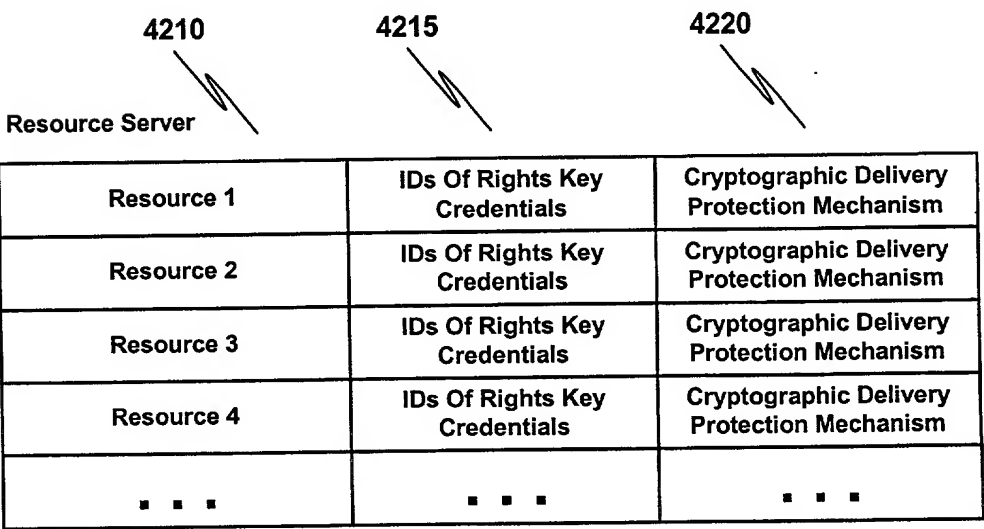 4210 4215 4220
Resource Server
Resource 1 IDs Of Rights Key Credentials Cryptographic Delivery Protection Mechanism
Resource 2 IDs Of Rights Key Credentials Cryptographic Delivery Protection Mechanism
Resource 3 IDs Of Rights Key Credentials Cryptographic Delivery Protection Mechanism
Resource 4 IDs Of Rights Key Credentials Cryptographic Delivery Protection Mechanism
. . . . . . . . .